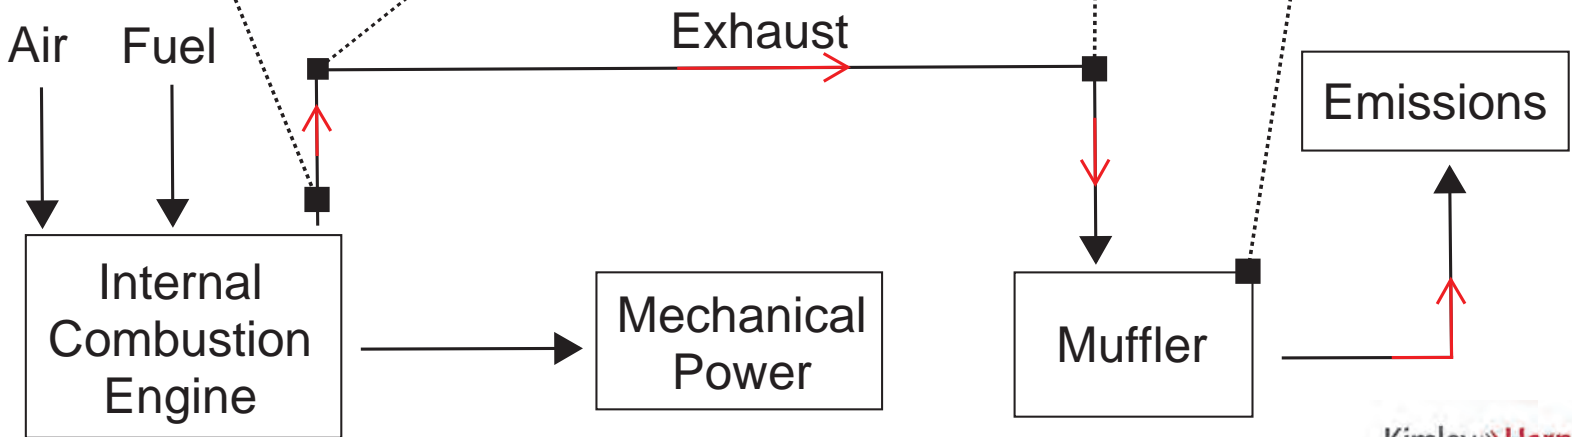 Air
Fuel
Exhaust
Emissions
Internal
Combustion
Engine
Mechanical
Power
Muffler